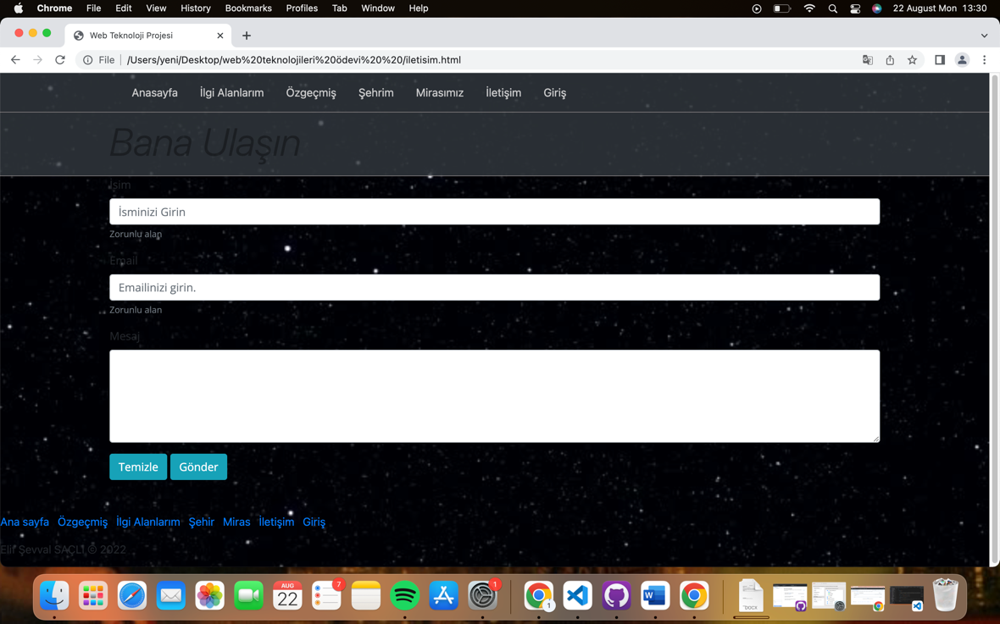 Chrome File Edit View History Bookmarks Profiles Tab Window Help 22 August Mon 13:30
Web Teknoloji Projesi
File /Users/yeni/Desktop/web%20teknolojileri%20ödevi%20%20/iletisim.html
Anasayfa İlgi Alanlarım Özgeçmiş Şehrim Mirasımız İletişim Giriş
Bana Ulaşın
İsim
İsminizi Girin
Zorunlu alan
Email
Emailinizi girin.
Zorunlu alan
Mesaj
Temizle Gönder
Ana sayfa Özgeçmiş İlgi Alanlarım Şehir Miras İletişim Giriş
Elif Şevval SAÇLI © 2022
AUG 7 1
22 1
W DOCX